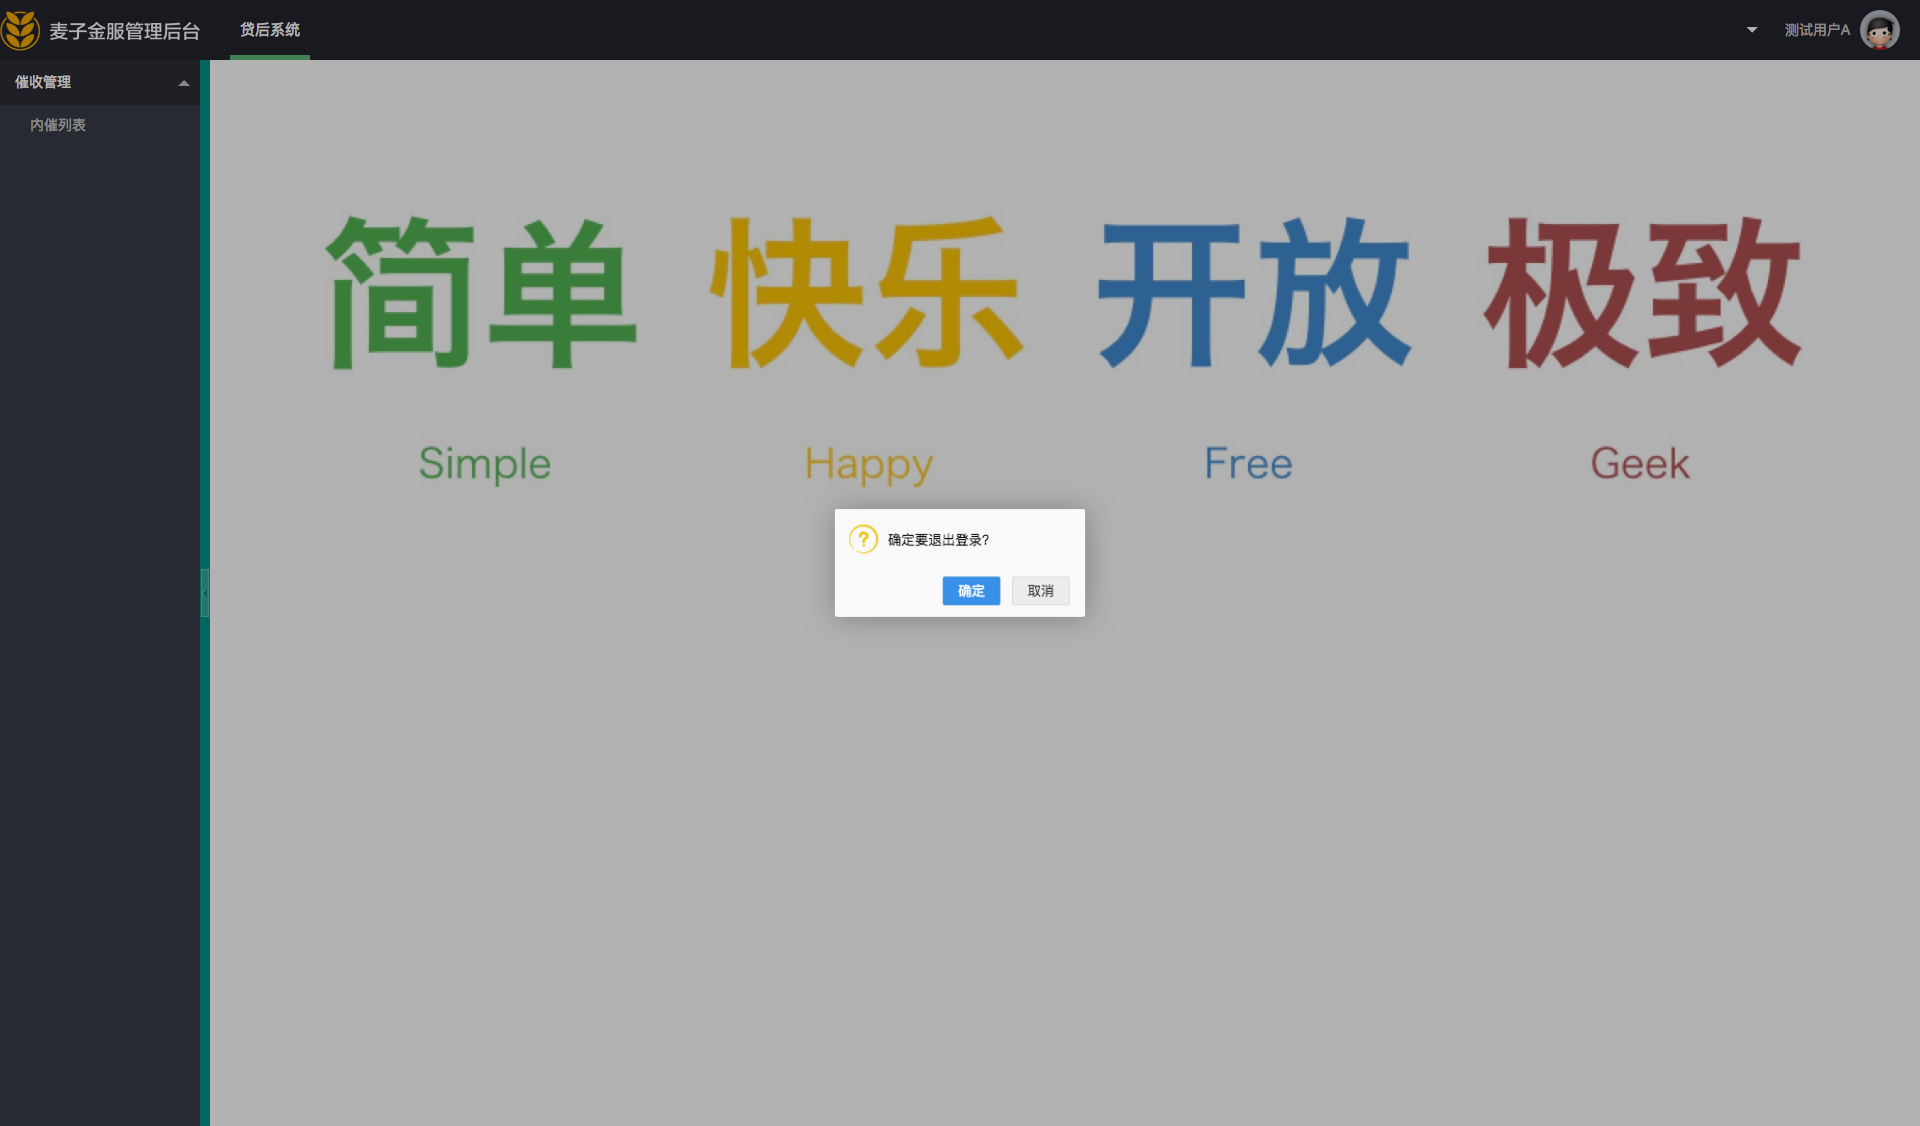 麦子金服管理后台
贷后系统
测试用户A
催收管理
内催列表
简单 快乐 开放 极致
Simple Happy Free Geek
确定要退出登录?
确定 取消